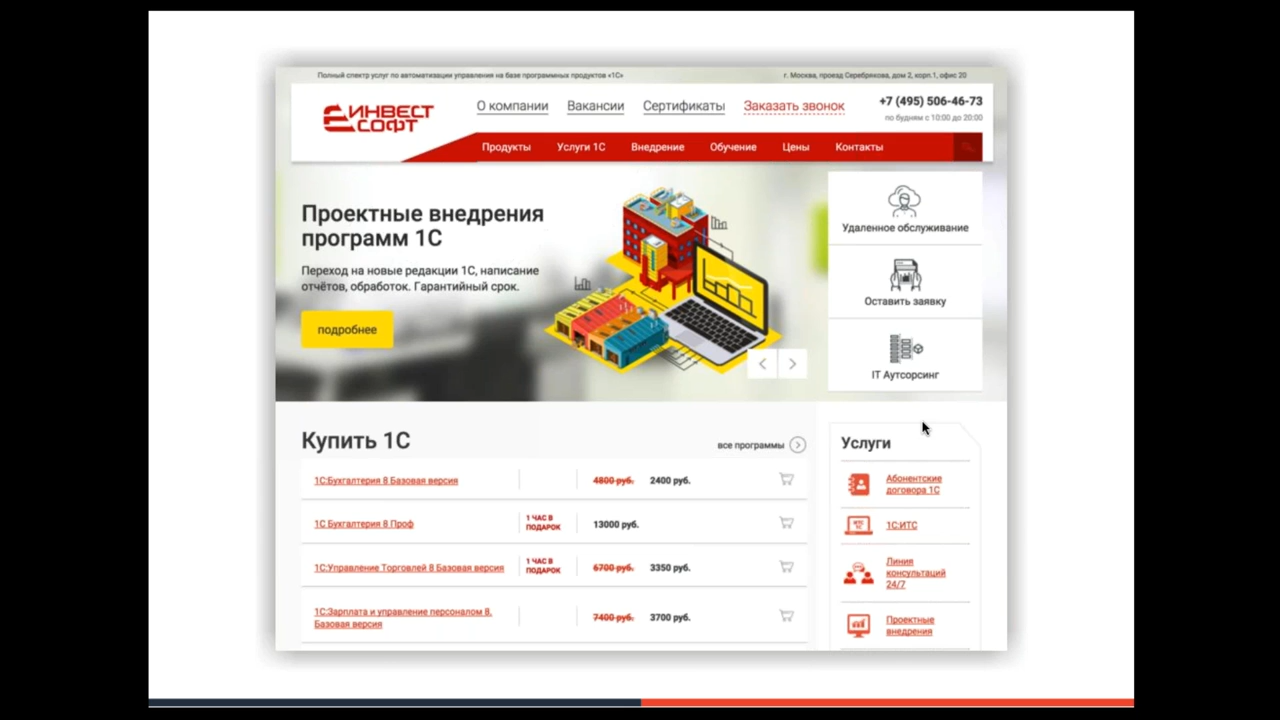 Полный спектр услуг по автоматизации управления на базе программных продуктов «1С»
г. Москва, проезд Серебрякова, дом 2, корп.1, офис 20
ИНВЕСТ
СОФТ
О компании
Вакансии
Сертификаты
Заказать звонок
+7 (495) 506-46-73
по будням с 10:00 до 20:00
Продукты
Услуги 1С
Внедрение
Обучение
Цены
Контакты
Проектные внедрения
программ 1С
Переход на новые редакции 1С, написание
отчётов, обработок. Гарантийный срок.
подробнее
Удаленное обслуживание
Оставить заявку
IT Аутсорсинг
Купить 1С
все программы
1С:Бухгалтерия 8 Базовая версия
4800 руб.
2400 руб.
1С Бухгалтерия 8 Проф
1 ЧАС В
ПОДАРОК
13000 руб.
1С:Управление Торговлей 8 Базовая версия
1 ЧАС В
ПОДАРОК
6700 руб.
3350 руб.
1С:Зарплата и управление персоналом 8.
Базовая версия
7400 руб.
3700 руб.
Услуги
Абонентские
договора 1С
1С:ИТС
Линия
консультаций
24/7
Проектные
внедрения